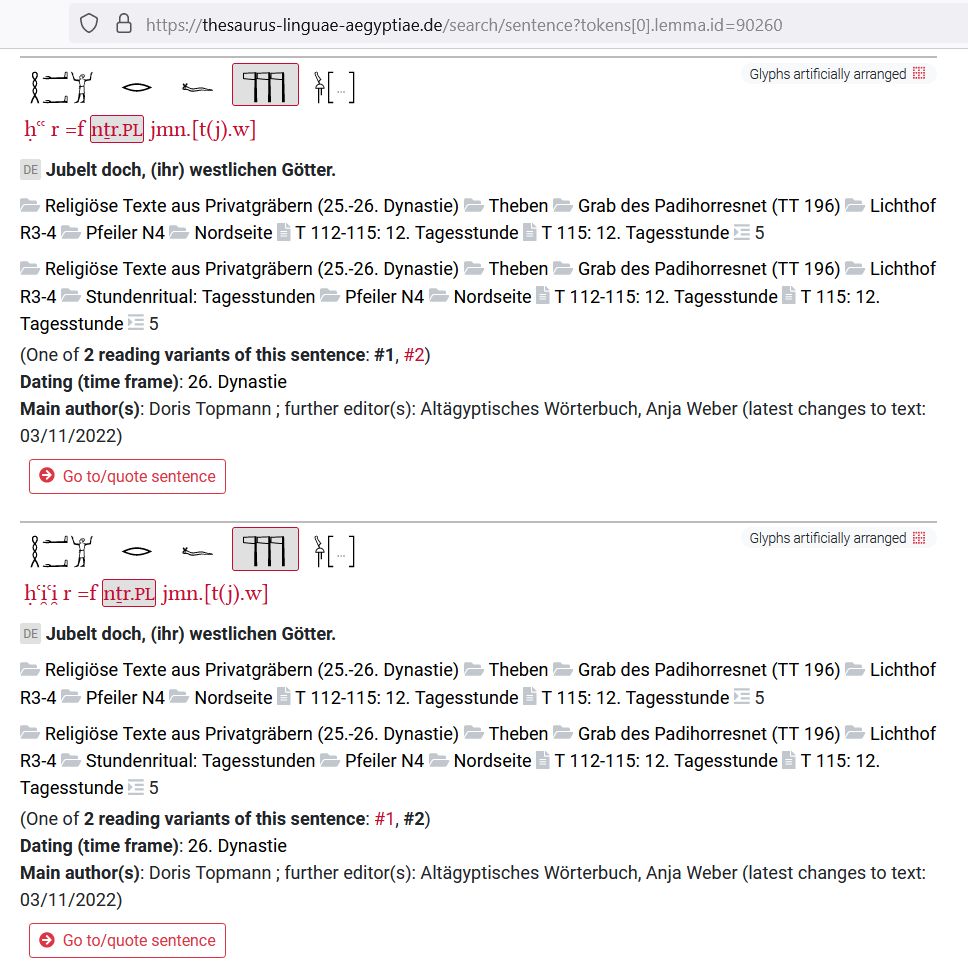 https://thesaurus-linguae-aegyptiae.de/search/sentence?tokens[0].lemma.id=90260
𓎛𓂝𓂝𓀠 𓂋 𓆑 𓊹𓊹𓊹 [...] Glyphs artificially arranged
ḥꜥꜥ r =f nṯr.PL jmn.[t(j).w]
DE Jubelt doch, (ihr) westlichen Götter.
Religiöse Texte aus Privatgräbern (25.-26. Dynastie) Theben Grab des Padihorresnet (TT 196) Lichthof
R3-4 Pfeiler N4 Nordseite T 112-115: 12. Tagesstunde T 115: 12. Tagesstunde 5
Religiöse Texte aus Privatgräbern (25.-26. Dynastie) Theben Grab des Padihorresnet (TT 196) Lichthof
R3-4 Stundenritual: Tagesstunden Pfeiler N4 Nordseite T 112-115: 12. Tagesstunde T 115: 12.
Tagesstunde 5
(One of 2 reading variants of this sentence: #1, #2)
Dating (time frame): 26. Dynastie
Main author(s): Doris Topmann ; further editor(s): Altägyptisches Wörterbuch, Anja Weber (latest changes to text:
03/11/2022)
Go to/quote sentence
𓎛𓂝𓂝𓀠 𓂋 𓆑 𓊹𓊹𓊹 [...] Glyphs artificially arranged
ḥꜥi̯ꜥi̯ r =f nṯr.PL jmn.[t(j).w]
DE Jubelt doch, (ihr) westlichen Götter.
Religiöse Texte aus Privatgräbern (25.-26. Dynastie) Theben Grab des Padihorresnet (TT 196) Lichthof
R3-4 Pfeiler N4 Nordseite T 112-115: 12. Tagesstunde T 115: 12. Tagesstunde 5
Religiöse Texte aus Privatgräbern (25.-26. Dynastie) Theben Grab des Padihorresnet (TT 196) Lichthof
R3-4 Stundenritual: Tagesstunden Pfeiler N4 Nordseite T 112-115: 12. Tagesstunde T 115: 12.
Tagesstunde 5
(One of 2 reading variants of this sentence: #1, #2)
Dating (time frame): 26. Dynastie
Main author(s): Doris Topmann ; further editor(s): Altägyptisches Wörterbuch, Anja Weber (latest changes to text:
03/11/2022)
Go to/quote sentence